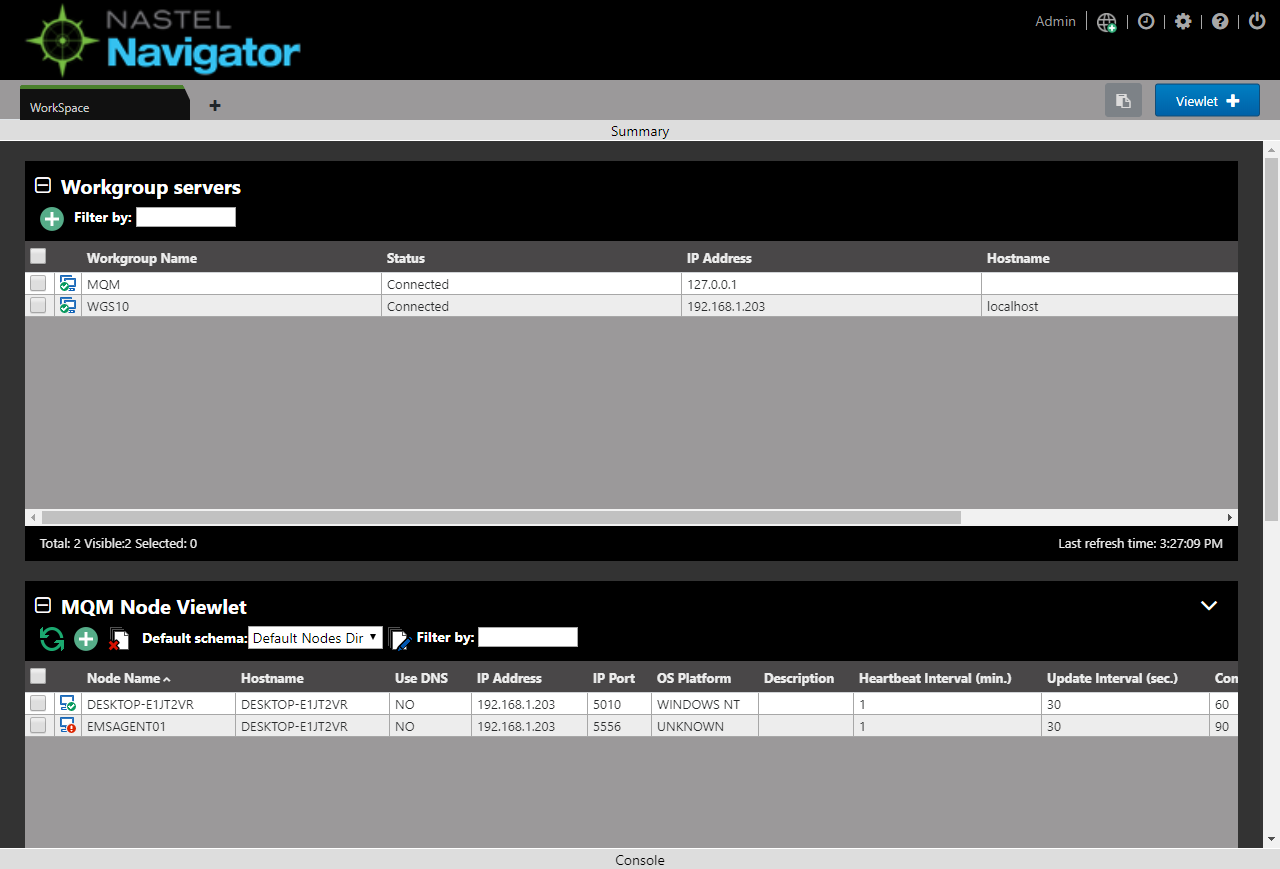 NASTEL
Navigator
Admin
WorkSpace
Viewlet
Summary
Workgroup servers
Filter by:
Workgroup Name Status IP Address Hostname
MQM Connected 127.0.0.1
WGS10 Connected 192.168.1.203 localhost
Total: 2 Visible:2 Selected: 0 Last refresh time: 3:27:09 PM
MQM Node Viewlet
Default schema: Default Nodes Dir Filter by:
Node Name Hostname Use DNS IP Address IP Port OS Platform Description Heartbeat Interval (min.) Update Interval (sec.) Con
DESKTOP-E1JT2VR DESKTOP-E1JT2VR NO 192.168.1.203 5010 WINDOWS NT 1 30 60
EMSAGENT01 DESKTOP-E1JT2VR NO 192.168.1.203 5556 UNKNOWN 1 30 90
Console